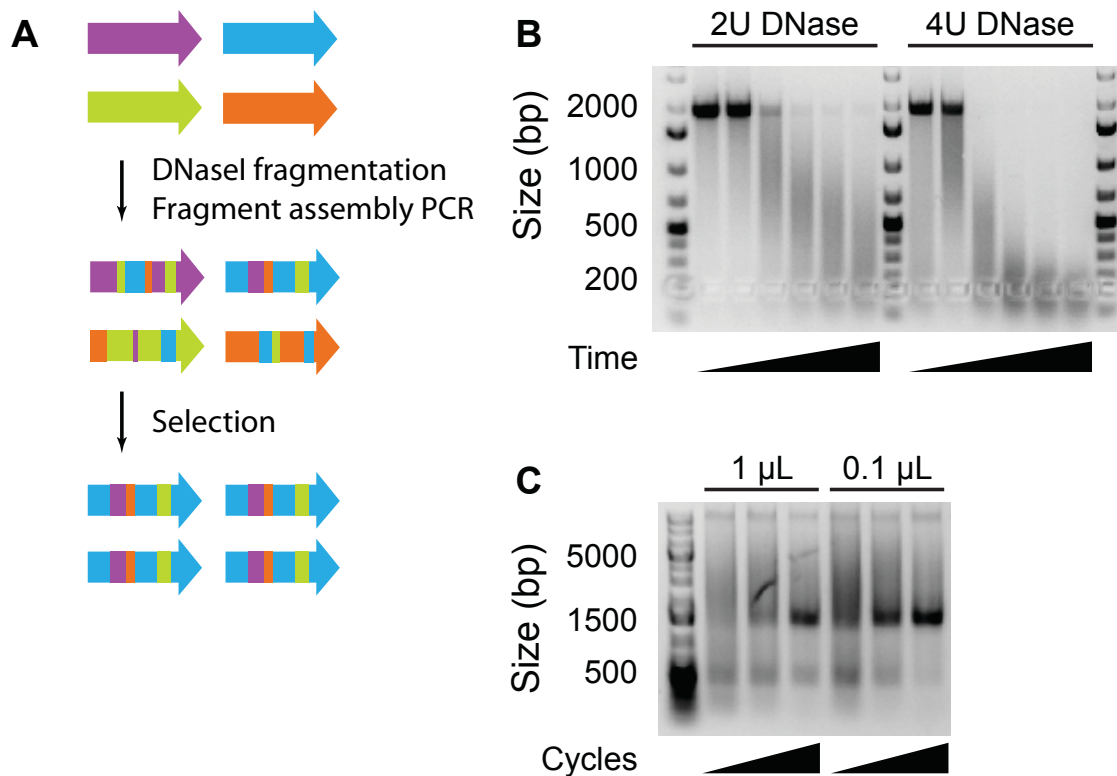 A
DNaseI fragmentation
Fragment assembly PCR
Selection
B
2U DNase
4U DNase
Size (bp)
2000
1000
500
200
Time
C
1 µL
0.1 µL
Size (bp)
5000
1500
500
Cycles